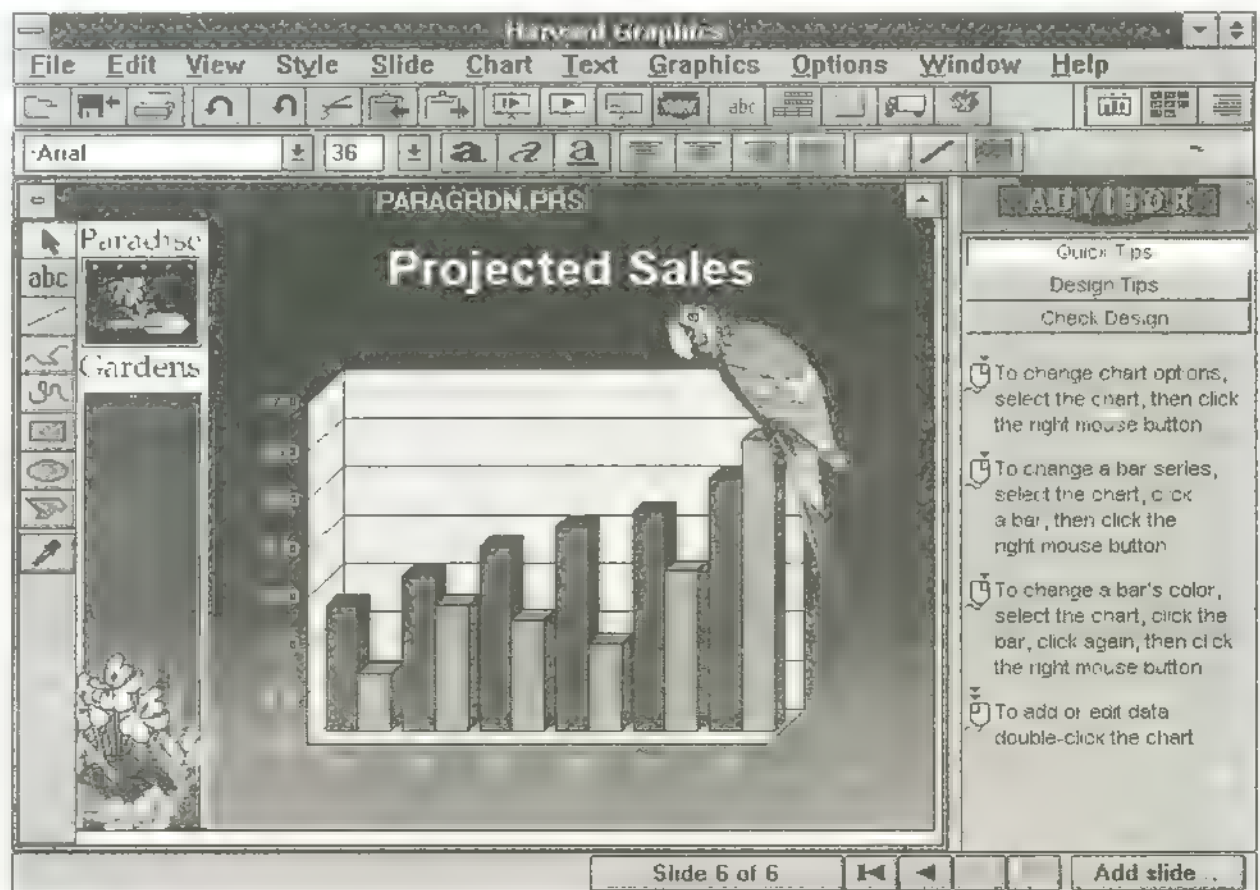 Harvard Graphics
File Edit View Style Slide Chart Text Graphics Options Window Help
abc
Arial 36 a a a
PARAGRDN.PRS
ADVISOR
Paradise
Gardens
abc
Projected Sales
Quick Tips
Design Tips
Check Design
To change chart options,
select the chart, then click
the right mouse button
To change a bar series,
select the chart, click
a bar, then click the
right mouse button
To change a bar's color,
select the chart, click the
bar, click again, then click
the right mouse button
To add or edit data
double-click the chart
Slide 6 of 6
Add slide...